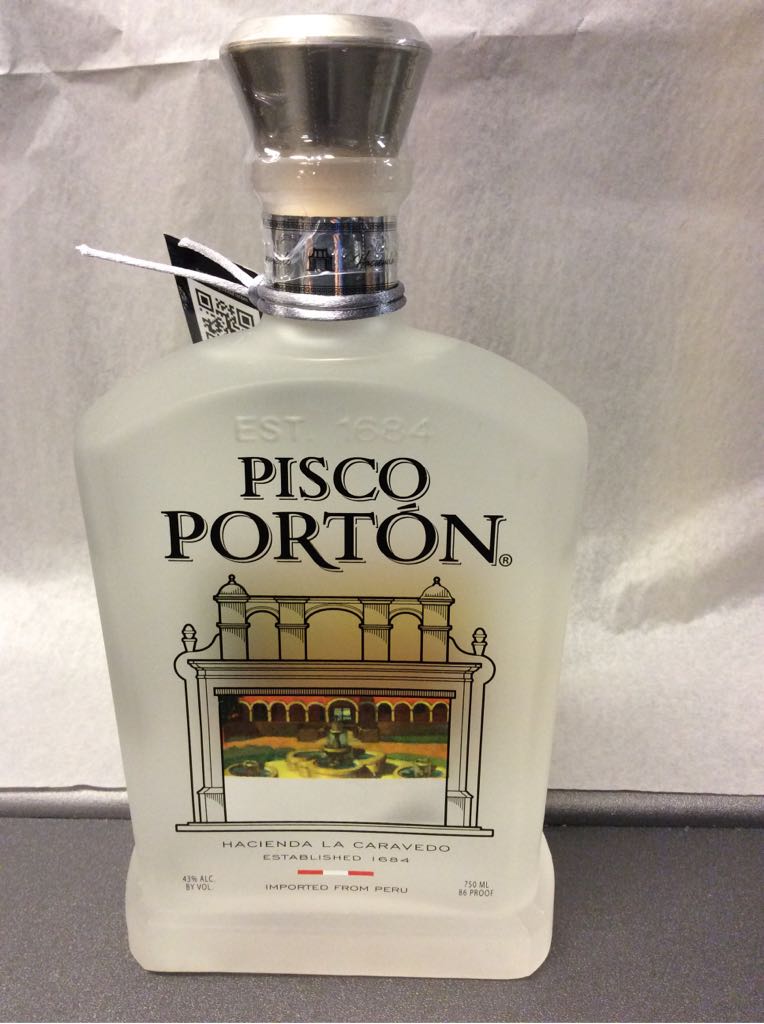 EST 1684
PISCO
PORTÓN®
HACIENDA LA CARAVEDO
ESTABLISHED 1684
43% ALC.
BY VOL.
IMPORTED FROM PERU
750 ML
86 PROOF